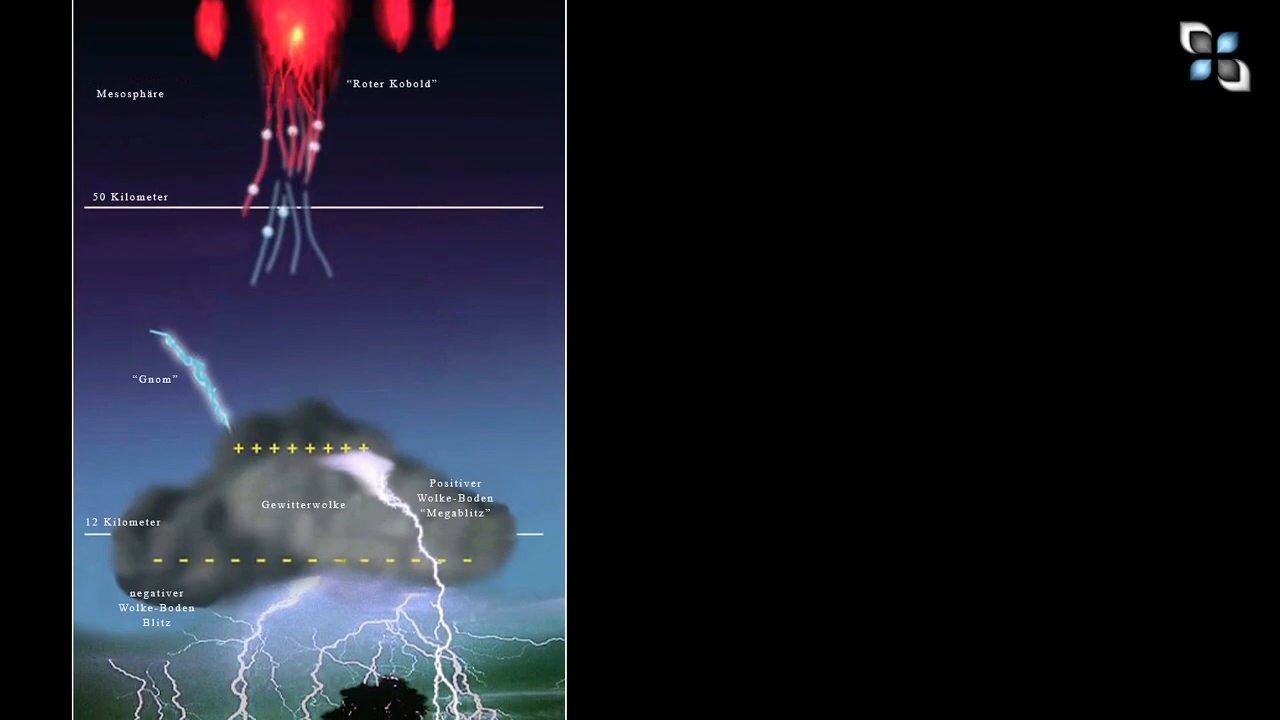 “Roter Kobold”
Mesosphäre
50 Kilometer
“Gnom”
+ + + + + + + +
Positiver
Wolke-Boden
“Megablitz”
Gewitterwolke
12 Kilometer
- - - - - - - - - - - - -
negativer
Wolke-Boden
Blitz